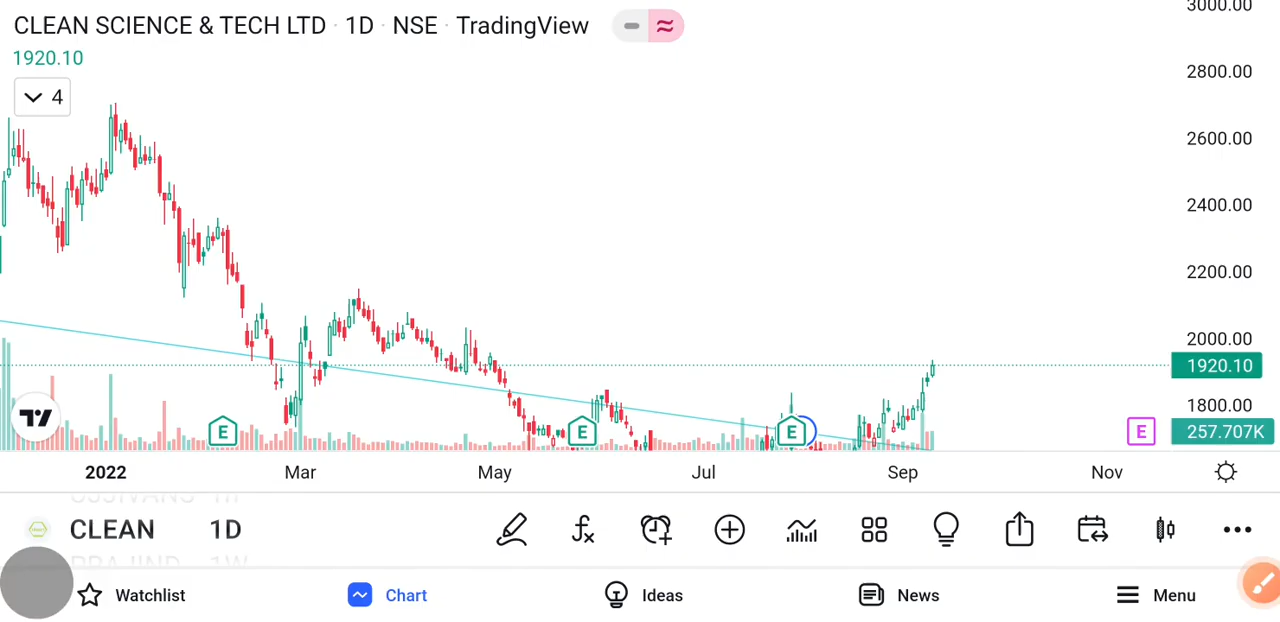 3000.00
CLEAN SCIENCE & TECH LTD · 1D · NSE · TradingView
1920.10
4
2800.00
2600.00
2400.00
2200.00
2000.00
1920.10
1800.00
E E E E 257.707K
2022 Mar May Jul Sep Nov
CLEAN 1D
Watchlist Chart Ideas News Menu